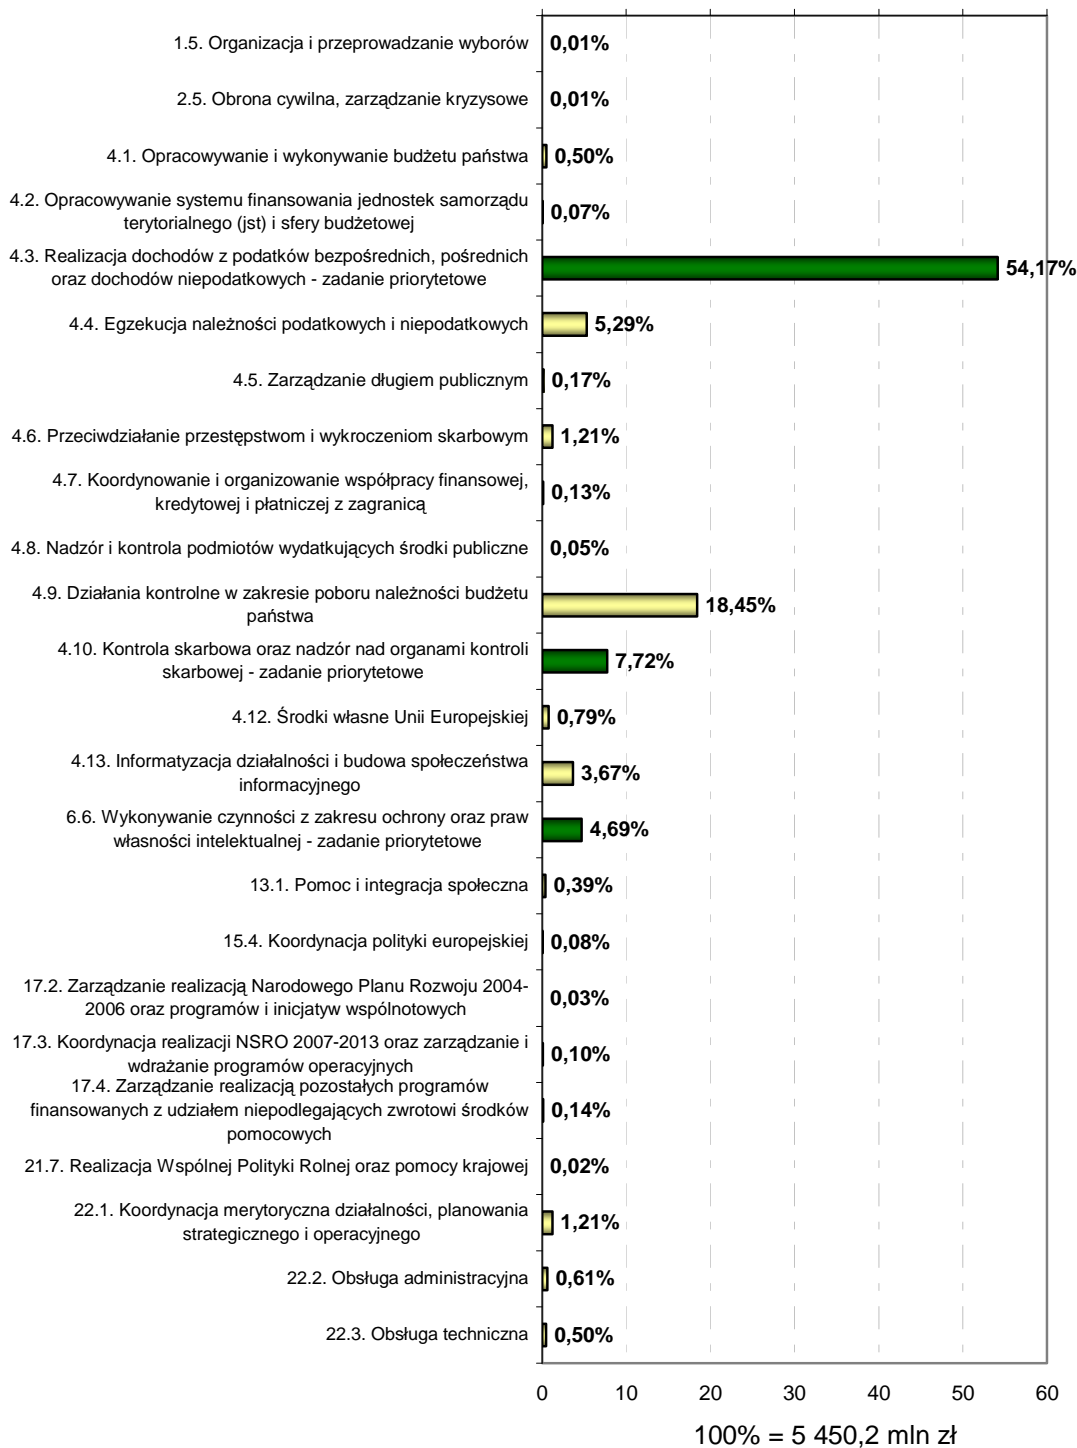 1.5. Organizacja i przeprowadzanie wyborów
0,01%
2.5. Obrona cywilna, zarządzanie kryzysowe
0,01%
4.1. Opracowywanie i wykonywanie budżetu państwa
0,50%
4.2. Opracowywanie systemu finansowania jednostek samorządu
terytorialnego (jst) i sfery budżetowej
0,07%
4.3. Realizacja dochodów z podatków bezpośrednich, pośrednich
oraz dochodów niepodatkowych - zadanie priorytetowe
54,17%
4.4. Egzekucja należności podatkowych i niepodatkowych
5,29%
4.5. Zarządzanie długiem publicznym
0,17%
4.6. Przeciwdziałanie przestępstwom i wykroczeniom skarbowym
1,21%
4.7. Koordynowanie i organizowanie współpracy finansowej,
kredytowej i płatniczej z zagranicą
0,13%
4.8. Nadzór i kontrola podmiotów wydatkujących środki publiczne
0,05%
4.9. Działania kontrolne w zakresie poboru należności budżetu
państwa
18,45%
4.10. Kontrola skarbowa oraz nadzór nad organami kontroli
skarbowej - zadanie priorytetowe
7,72%
4.12. Środki własne Unii Europejskiej
0,79%
4.13. Informatyzacja działalności i budowa społeczeństwa
informacyjnego
3,67%
6.6. Wykonywanie czynności z zakresu ochrony oraz praw
własności intelektualnej - zadanie priorytetowe
4,69%
13.1. Pomoc i integracja społeczna
0,39%
15.4. Koordynacja polityki europejskiej
0,08%
17.2. Zarządzanie realizacją Narodowego Planu Rozwoju 2004-
2006 oraz programów i inicjatyw wspólnotowych
0,03%
17.3. Koordynacja realizacji NSRO 2007-2013 oraz zarządzanie i
wdrażanie programów operacyjnych
0,10%
17.4. Zarządzanie realizacją pozostałych programów
finansowanych z udziałem niepodlegających zwrotowi środków
pomocowych
0,14%
21.7. Realizacja Wspólnej Polityki Rolnej oraz pomocy krajowej
0,02%
22.1. Koordynacja merytoryczna działalności, planowania
strategicznego i operacyjnego
1,21%
22.2. Obsługa administracyjna
0,61%
22.3. Obsługa techniczna
0,50%
0 10 20 30 40 50 60
100% = 5 450,2 mln zł